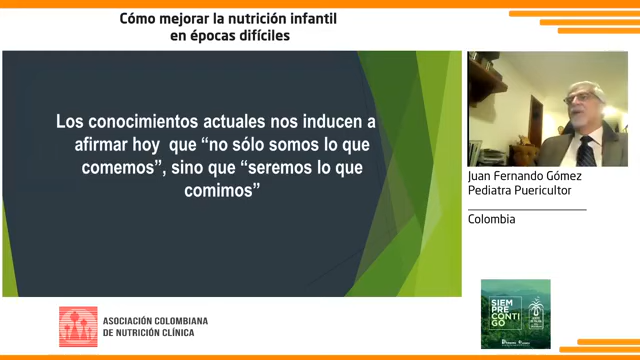 Cómo mejorar la nutrición infantil
en épocas difíciles
Los conocimientos actuales nos inducen a
afirmar hoy que “no sólo somos lo que
comemos”, sino que “seremos lo que
comimos”
Juan Fernando Gómez
Pediatra Puericultor
Colombia
SIEM
PRE
CONTI
GO
ASOCIACIÓN COLOMBIANA
DE NUTRICIÓN CLÍNICA